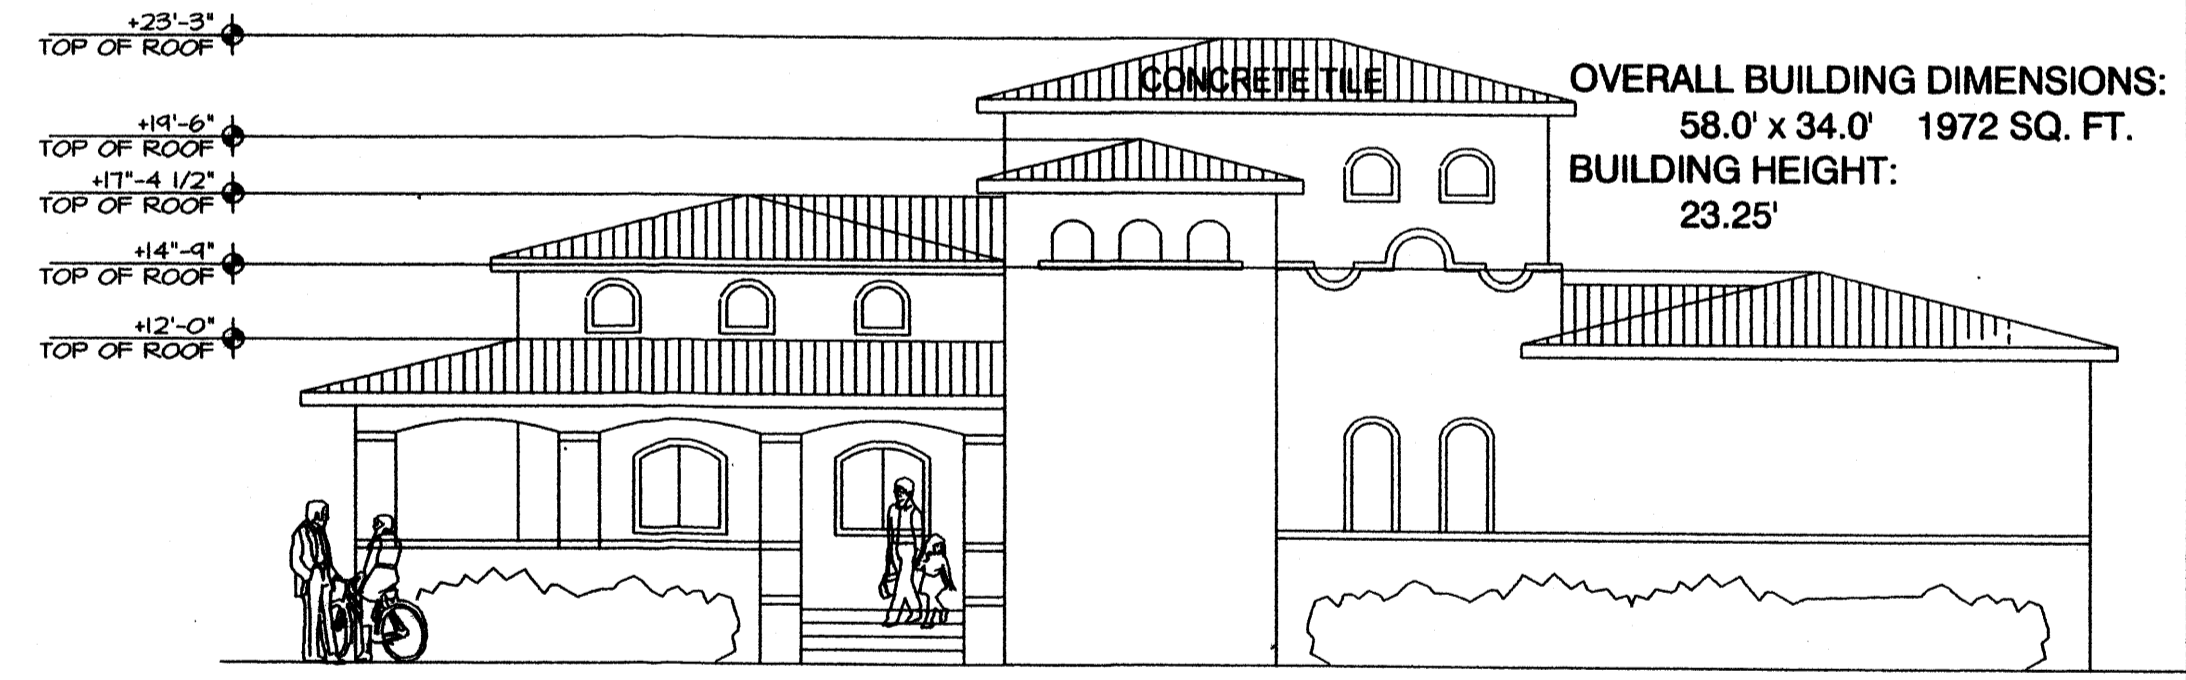 +23'-3"
TOP OF ROOF
+19'-6"
TOP OF ROOF
+17"-4 1/2"
TOP OF ROOF
+14"-9"
TOP OF ROOF
+12'-0"
TOP OF ROOF
CONCRETE TILE
OVERALL BUILDING DIMENSIONS:
58.0' x 34.0' 1972 SQ. FT.
BUILDING HEIGHT:
23.25'